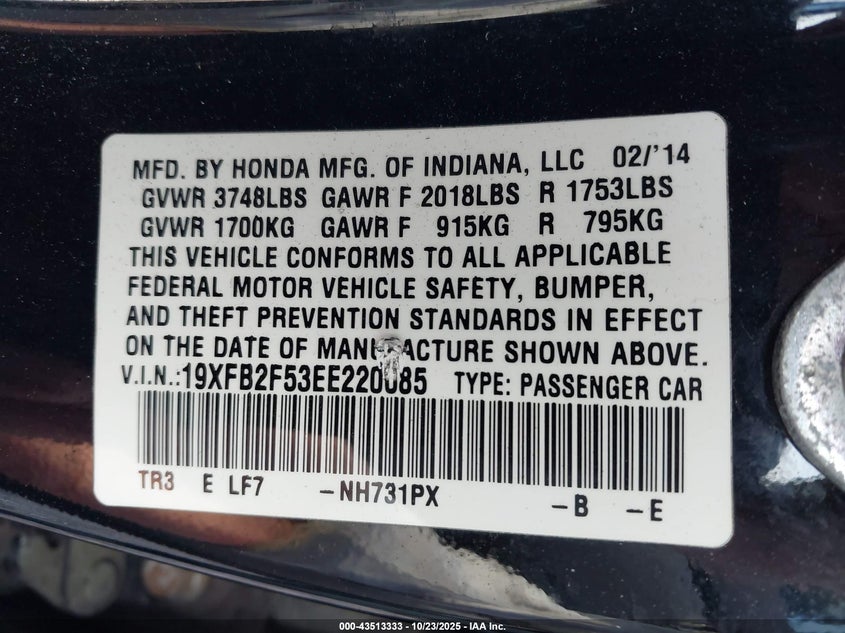 MFD. BY HONDA MFG. OF INDIANA, LLC 02/'14
GVWR 3748LBS GAWR F 2018LBS R 1753LBS
GVWR 1700KG GAWR F 915KG R 795KG
THIS VEHICLE CONFORMS TO ALL APPLICABLE
FEDERAL MOTOR VEHICLE SAFETY, BUMPER,
AND THEFT PREVENTION STANDARDS IN EFFECT
ON THE DATE OF MANUFACTURE SHOWN ABOVE.
V.I.N.:19XFB2F53EE220085 TYPE: PASSENGER CAR
TR3 E LF7 -NH731PX -B -E
000-43513333 | 10/23/2025 | IAA Inc.